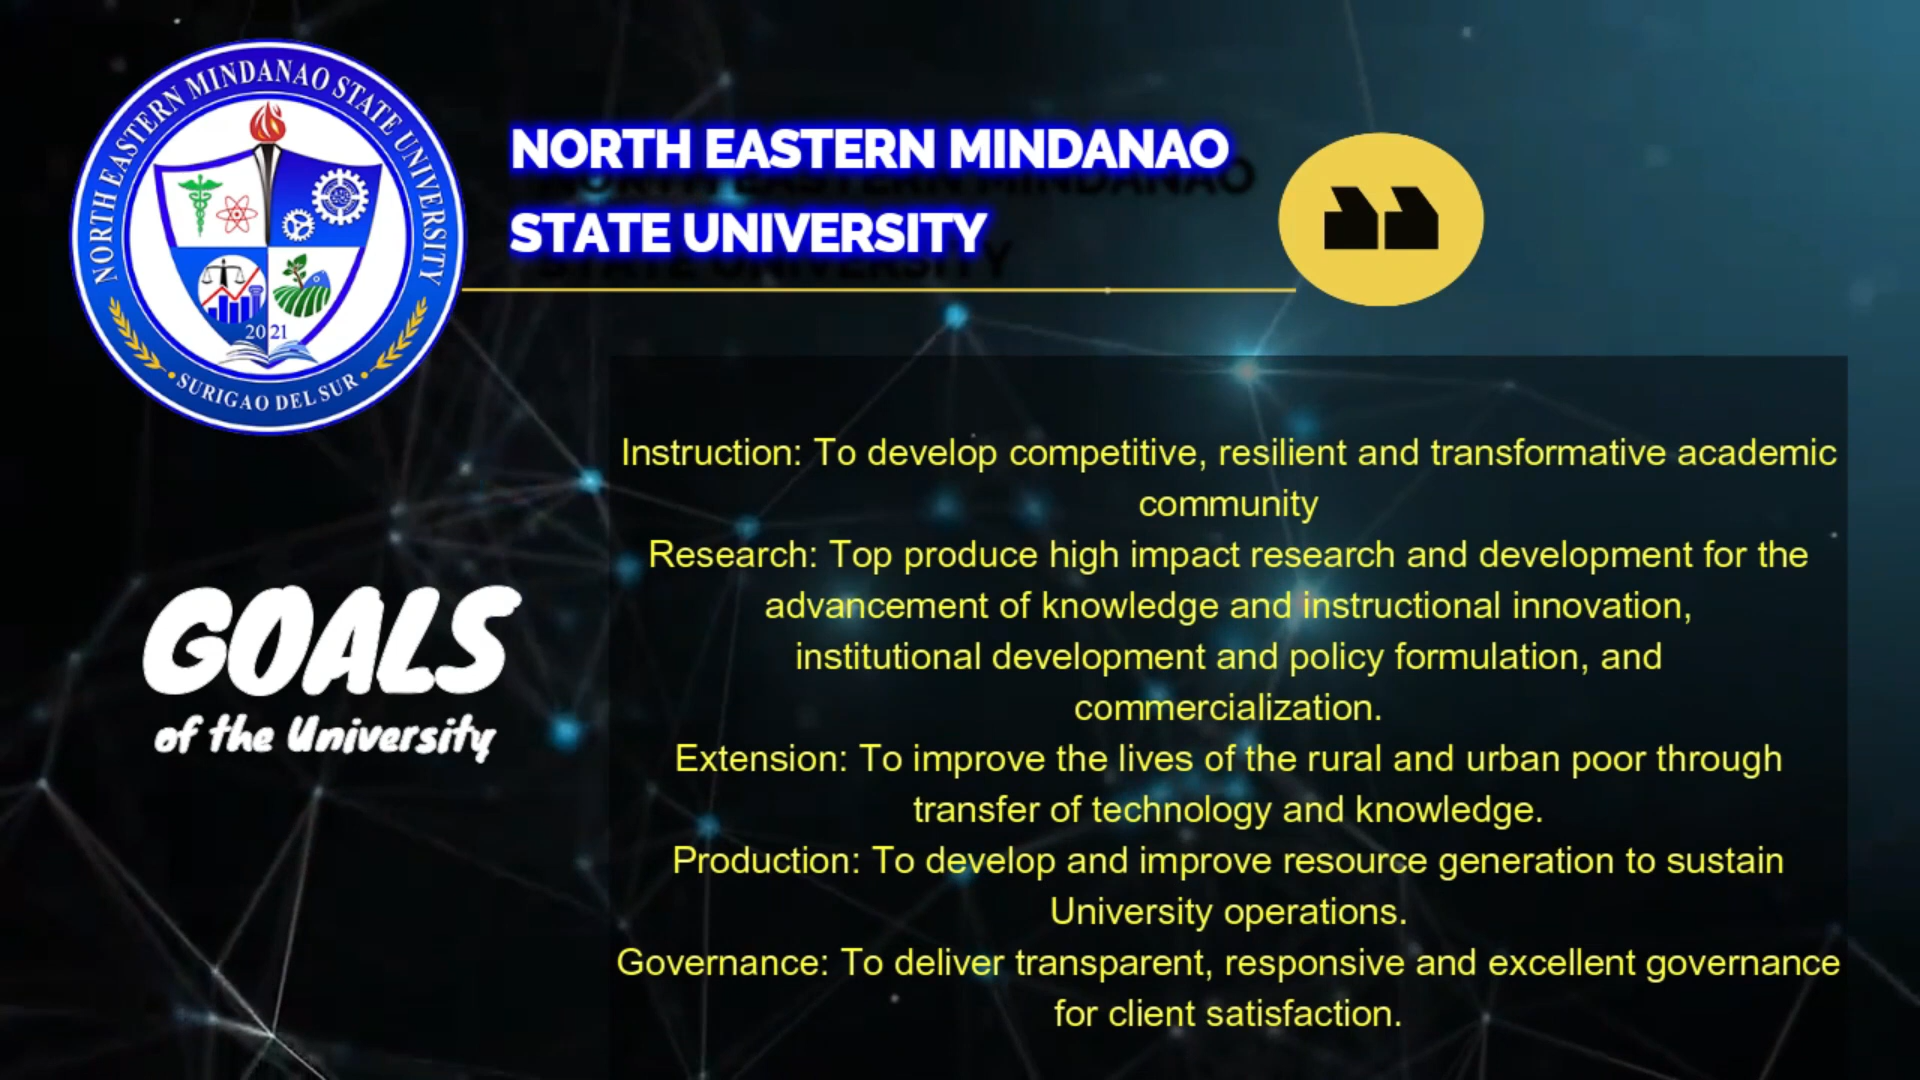 NORTH EASTERN MINDANAO STATE UNIVERSITY
2021
SURIGAO DEL SUR
NORTH EASTERN MINDANAO
STATE UNIVERSITY
GOALS
of the University
Instruction: To develop competitive, resilient and transformative academic
community
Research: Top produce high impact research and development for the
advancement of knowledge and instructional innovation,
institutional development and policy formulation, and
commercialization.
Extension: To improve the lives of the rural and urban poor through
transfer of technology and knowledge.
Production: To develop and improve resource generation to sustain
University operations.
Governance: To deliver transparent, responsive and excellent governance
for client satisfaction.